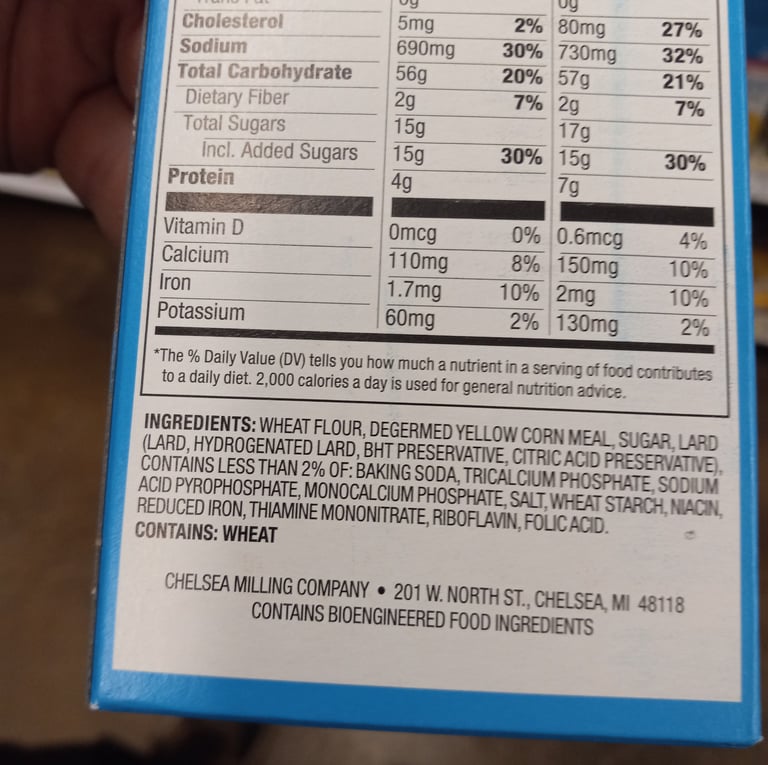 0g 0g
Cholesterol 5mg 2% 80mg 27%
Sodium 690mg 30% 730mg 32%
Total Carbohydrate 56g 20% 57g 21%
Dietary Fiber 2g 7% 2g 7%
Total Sugars 15g 17g
Incl. Added Sugars 15g 30% 15g 30%
Protein 4g 7g
Vitamin D 0mcg 0% 0.6mcg 4%
Calcium 110mg 8% 150mg 10%
Iron 1.7mg 10% 2mg 10%
Potassium 60mg 2% 130mg 2%
*The % Daily Value (DV) tells you how much a nutrient in a serving of food contributes
to a daily diet. 2,000 calories a day is used for general nutrition advice.
INGREDIENTS: WHEAT FLOUR, DEGERMED YELLOW CORN MEAL, SUGAR, LARD
(LARD, HYDROGENATED LARD, BHT PRESERVATIVE, CITRIC ACID PRESERVATIVE),
CONTAINS LESS THAN 2% OF: BAKING SODA, TRICALCIUM PHOSPHATE, SODIUM
ACID PYROPHOSPHATE, MONOCALCIUM PHOSPHATE, SALT, WHEAT STARCH, NIACIN,
REDUCED IRON, THIAMINE MONONITRATE, RIBOFLAVIN, FOLIC ACID.
CONTAINS: WHEAT
CHELSEA MILLING COMPANY • 201 W. NORTH ST., CHELSEA, MI 48118
CONTAINS BIOENGINEERED FOOD INGREDIENTS